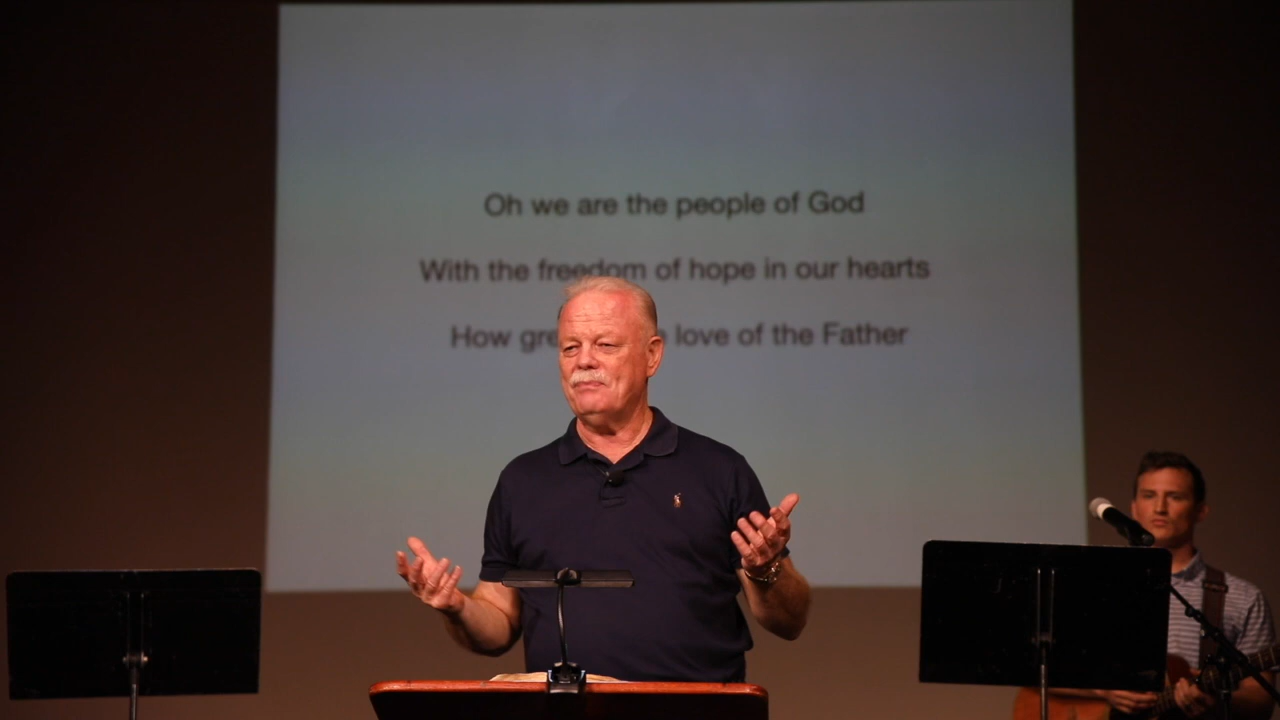 Oh we are the people of God
With the freedom of hope in our hearts
How love of the Father